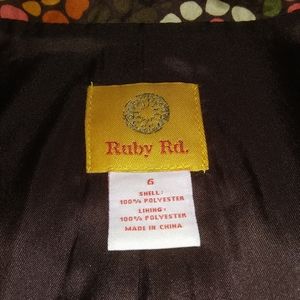 Ruby Rd.
6
SHELL:
100% POLYESTER
LINING:
100% POLYESTER
MADE IN CHINA